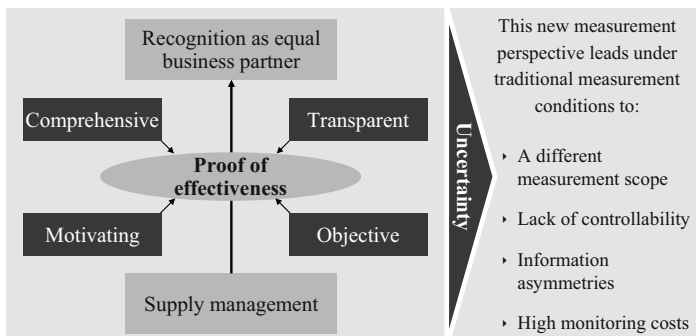 Recognition as equal
business partner
Comprehensive
Transparent
Proof of
effectiveness
Motivating
Objective
Supply management
Uncertainty
This new measurement
perspective leads under
traditional measurement
conditions to:
‣ A different
measurement scope
‣ Lack of controllability
‣ Information
asymmetries
‣ High monitoring costs